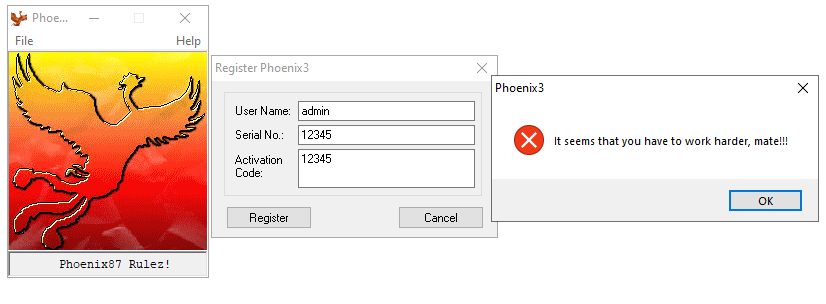 Phoe...
File Help
Phoenix87 Rulez!
Register Phoenix3
User Name: admin
Serial No.: 12345
Activation Code: 12345
Register Cancel
Phoenix3
It seems that you have to work harder, mate!!!
OK